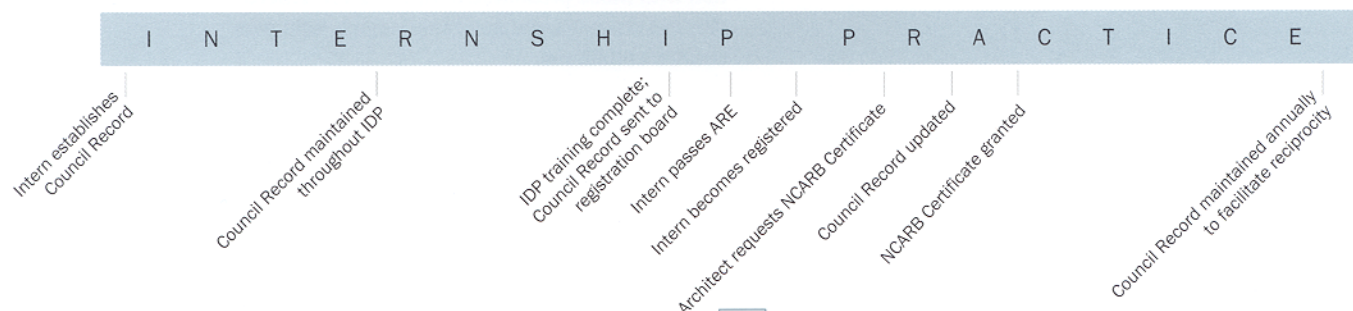 INTERNSHIP PRACTICE
Intern establishes
Council Record
Council Record maintained
throughout IDP
IDP training complete;
Council Record sent to
registration board
Intern passes ARE
Intern becomes registered
Architect requests NCARB Certificate
Council Record updated
NCARB Certificate granted
Council Record maintained annually
to facilitate reciprocity